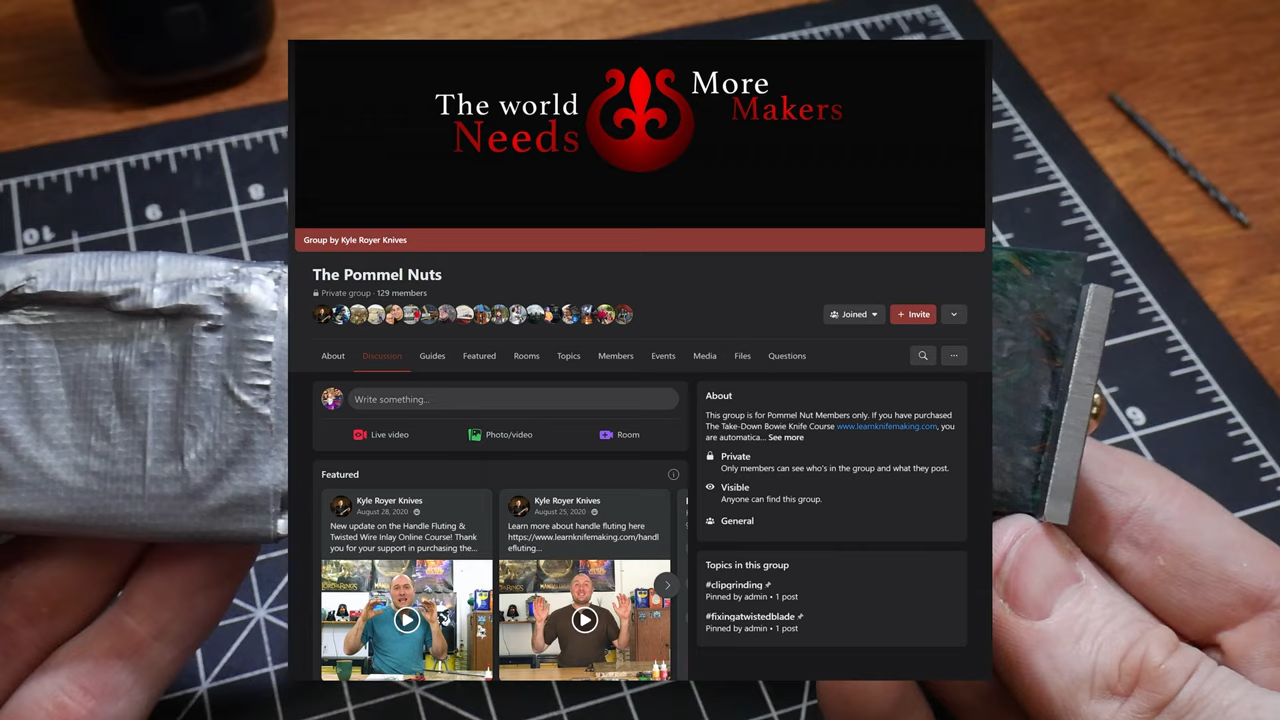 The world
Needs
More
Makers
Group by Kyle Royer Knives
The Pommel Nuts
Private group · 129 members
Joined
+ Invite
About
Discussion
Guides
Featured
Rooms
Topics
Members
Events
Media
Files
Questions
Write something...
Live video
Photo/video
Room
Featured
Kyle Royer Knives
August 28, 2020
New update on the Handle Fluting &
Twisted Wire Inlay Online Course! Thank
you for your support in purchasing the...
Kyle Royer Knives
August 25, 2020
Learn more about handle fluting here
https://www.learnknifemaking.com/handl
efluting...
About
This group is for Pommel Nut Members only. If you have purchased
The Take-Down Bowie Knife Course www.learnknifemaking.com, you
are automatica... See more
Private
Only members can see who's in the group and what they post.
Visible
Anyone can find this group.
General
Topics in this group
#clipgrinding
Pinned by admin • 1 post
#fixingatwistedblade
Pinned by admin • 1 post
10
9
6